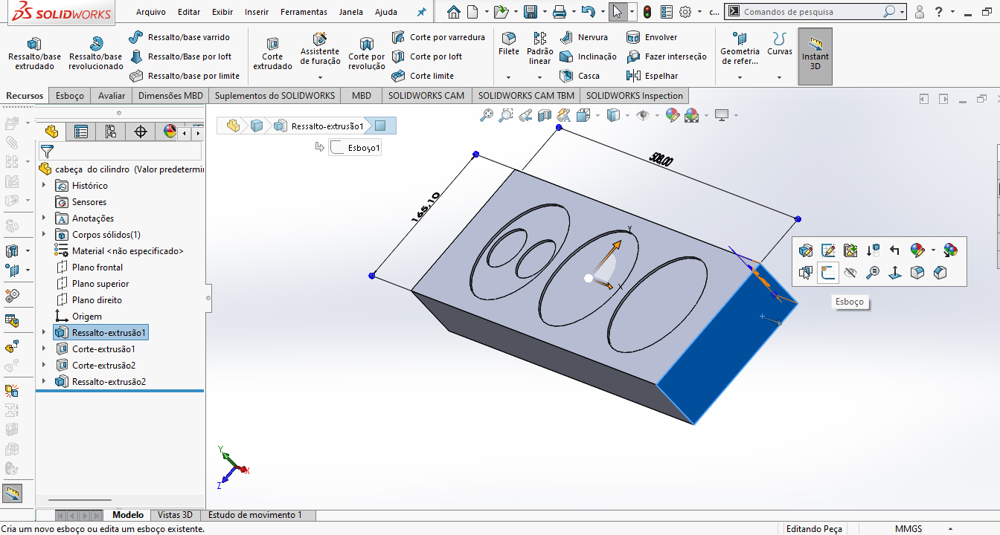 SOLIDWORKS
Arquivo Editar Exibir Inserir Ferramentas Janela Ajuda
c...
Comandos de pesquisa
?
Ressalto/base extrudado
Ressalto/base revolucionado
Ressalto/base varrido
Ressalto/Base por loft
Ressalto/base por limite
Corte extrudado
Assistente de furação
Corte por revolução
Corte por varredura
Corte por loft
Corte limite
Filete
Padrão linear
Nervura
Inclinação
Casca
Envolver
Fazer interseção
Espelhar
Geometria de refer...
Curvas
Instant 3D
Recursos Esboço Avaliar Dimensões MBD Suplementos do SOLIDWORKS MBD SOLIDWORKS CAM SOLIDWORKS CAM TBM SOLIDWORKS Inspection
cabeça do cilindro (Valor predetermi
Histórico
Sensores
Anotações
Corpos sólidos(1)
Material <não especificado>
Plano frontal
Plano superior
Plano direito
Origem
Ressalto-extrusão1
Corte-extrusão1
Corte-extrusão2
Ressalto-extrusão2
Ressalto-extrusão1
Esboço1
508,00
165,10
Y
X
Esboço
Y
X
Z
Modelo Vistas 3D Estudo de movimento 1
Cria um novo esboço ou edita um esboço existente.
Editando Peça
MMGS